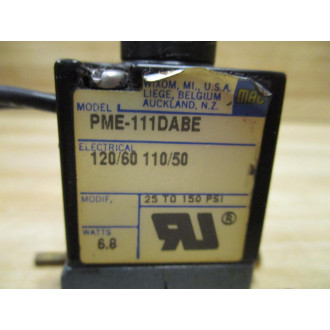 WIXOM, MI., U.S.A.
LIEGE, BELGIUM
AUCKLAND, N.Z.
MAC
MODEL
PME-111DABE
ELECTRICAL
120/60 110/50
MODIF.
25 TO 150 PSI
WATTS
6.8
RU®